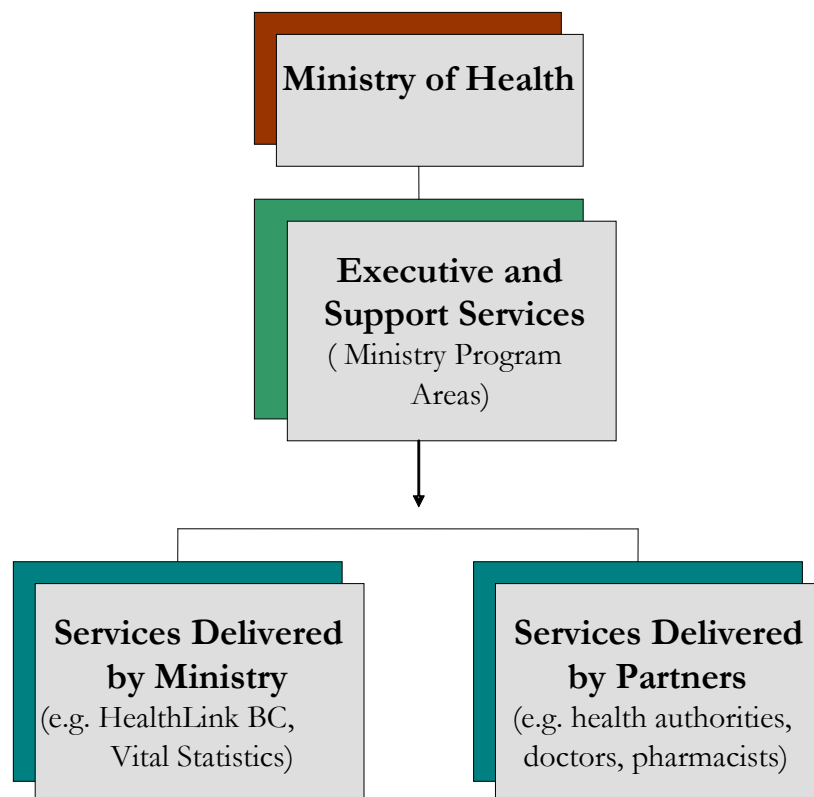 Ministry of Health
Executive and
Support Services
( Ministry Program
Areas)
Services Delivered
by Ministry
(e.g. HealthLink BC,
Vital Statistics)
Services Delivered
by Partners
(e.g. health authorities,
doctors, pharmacists)